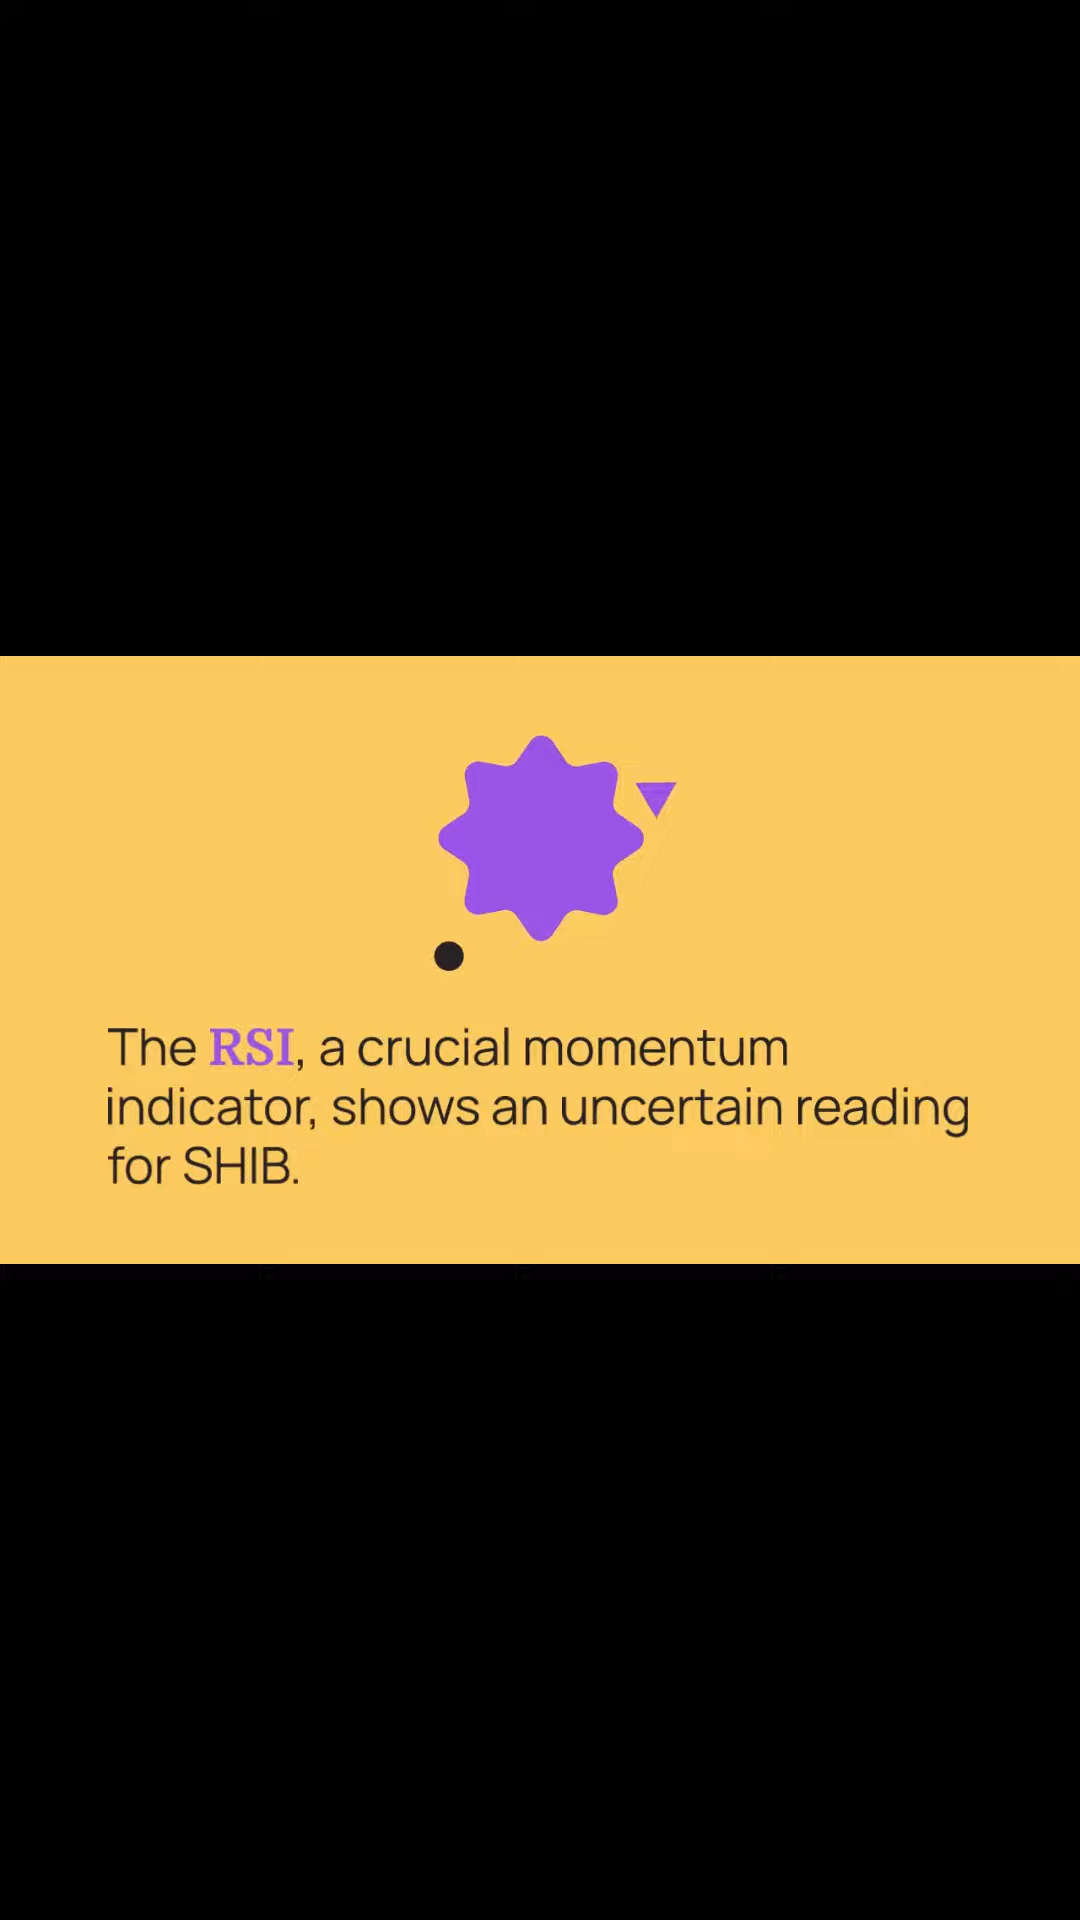 The RSI, a crucial momentum
indicator, shows an uncertain reading
for SHIB.